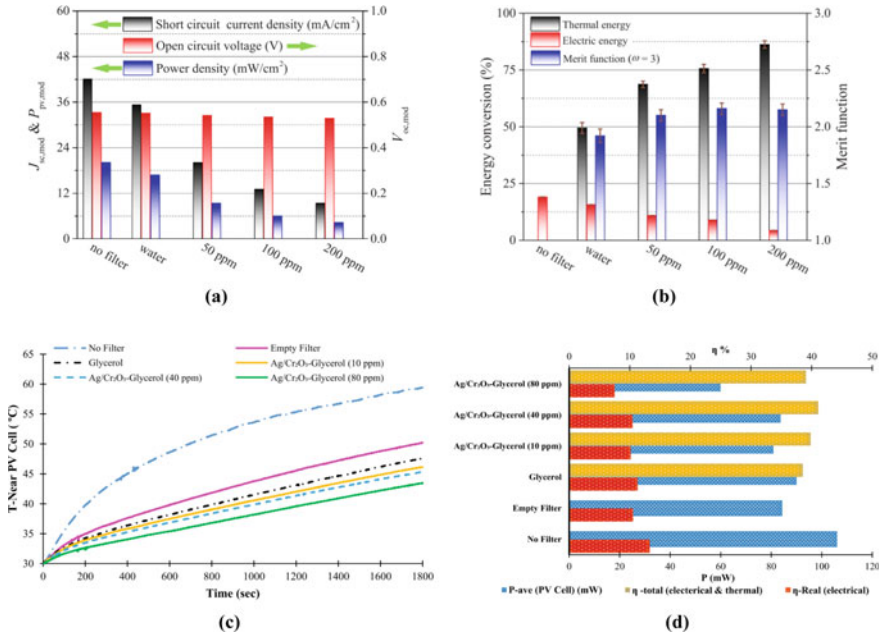 60
48
36
24
12
0
J sc,mod & P pv,mod
Short circuit current density (mA/cm²)
Open circuit voltage (V)
Power density (mW/cm²)
1.0
0.8
0.6
0.4
0.2
0.0
V oc,mod
no filter
water
50 ppm
100 ppm
200 ppm
(a)
100
75
50
25
0
Energy conversion (%)
Thermal energy
Electric energy
Merit function (ω = 3)
3.0
2.5
2.0
1.5
1.0
Merit function
no filter
water
50 ppm
100 ppm
200 ppm
(b)
65
60
55
50
45
40
35
30
T-Near PV Cell (°C)
No Filter
Empty Filter
Glycerol
Ag/Cr₂O₃-Glycerol (10 ppm)
Ag/Cr₂O₃-Glycerol (40 ppm)
Ag/Cr₂O₃-Glycerol (80 ppm)
0 200 400 600 800 1000 1200 1400 1600 1800
Time (sec)
(c)
η %
0 10 20 30 40 50
Ag/Cr₂O₃-Glycerol (80 ppm)
Ag/Cr₂O₃-Glycerol (40 ppm)
Ag/Cr₂O₃-Glycerol (10 ppm)
Glycerol
Empty Filter
No Filter
0 20 40 60 80 100 120
P (mW)
P-ave (PV Cell) (mW)
η -total (electerical & thermal)
η-Real (electrical)
(d)